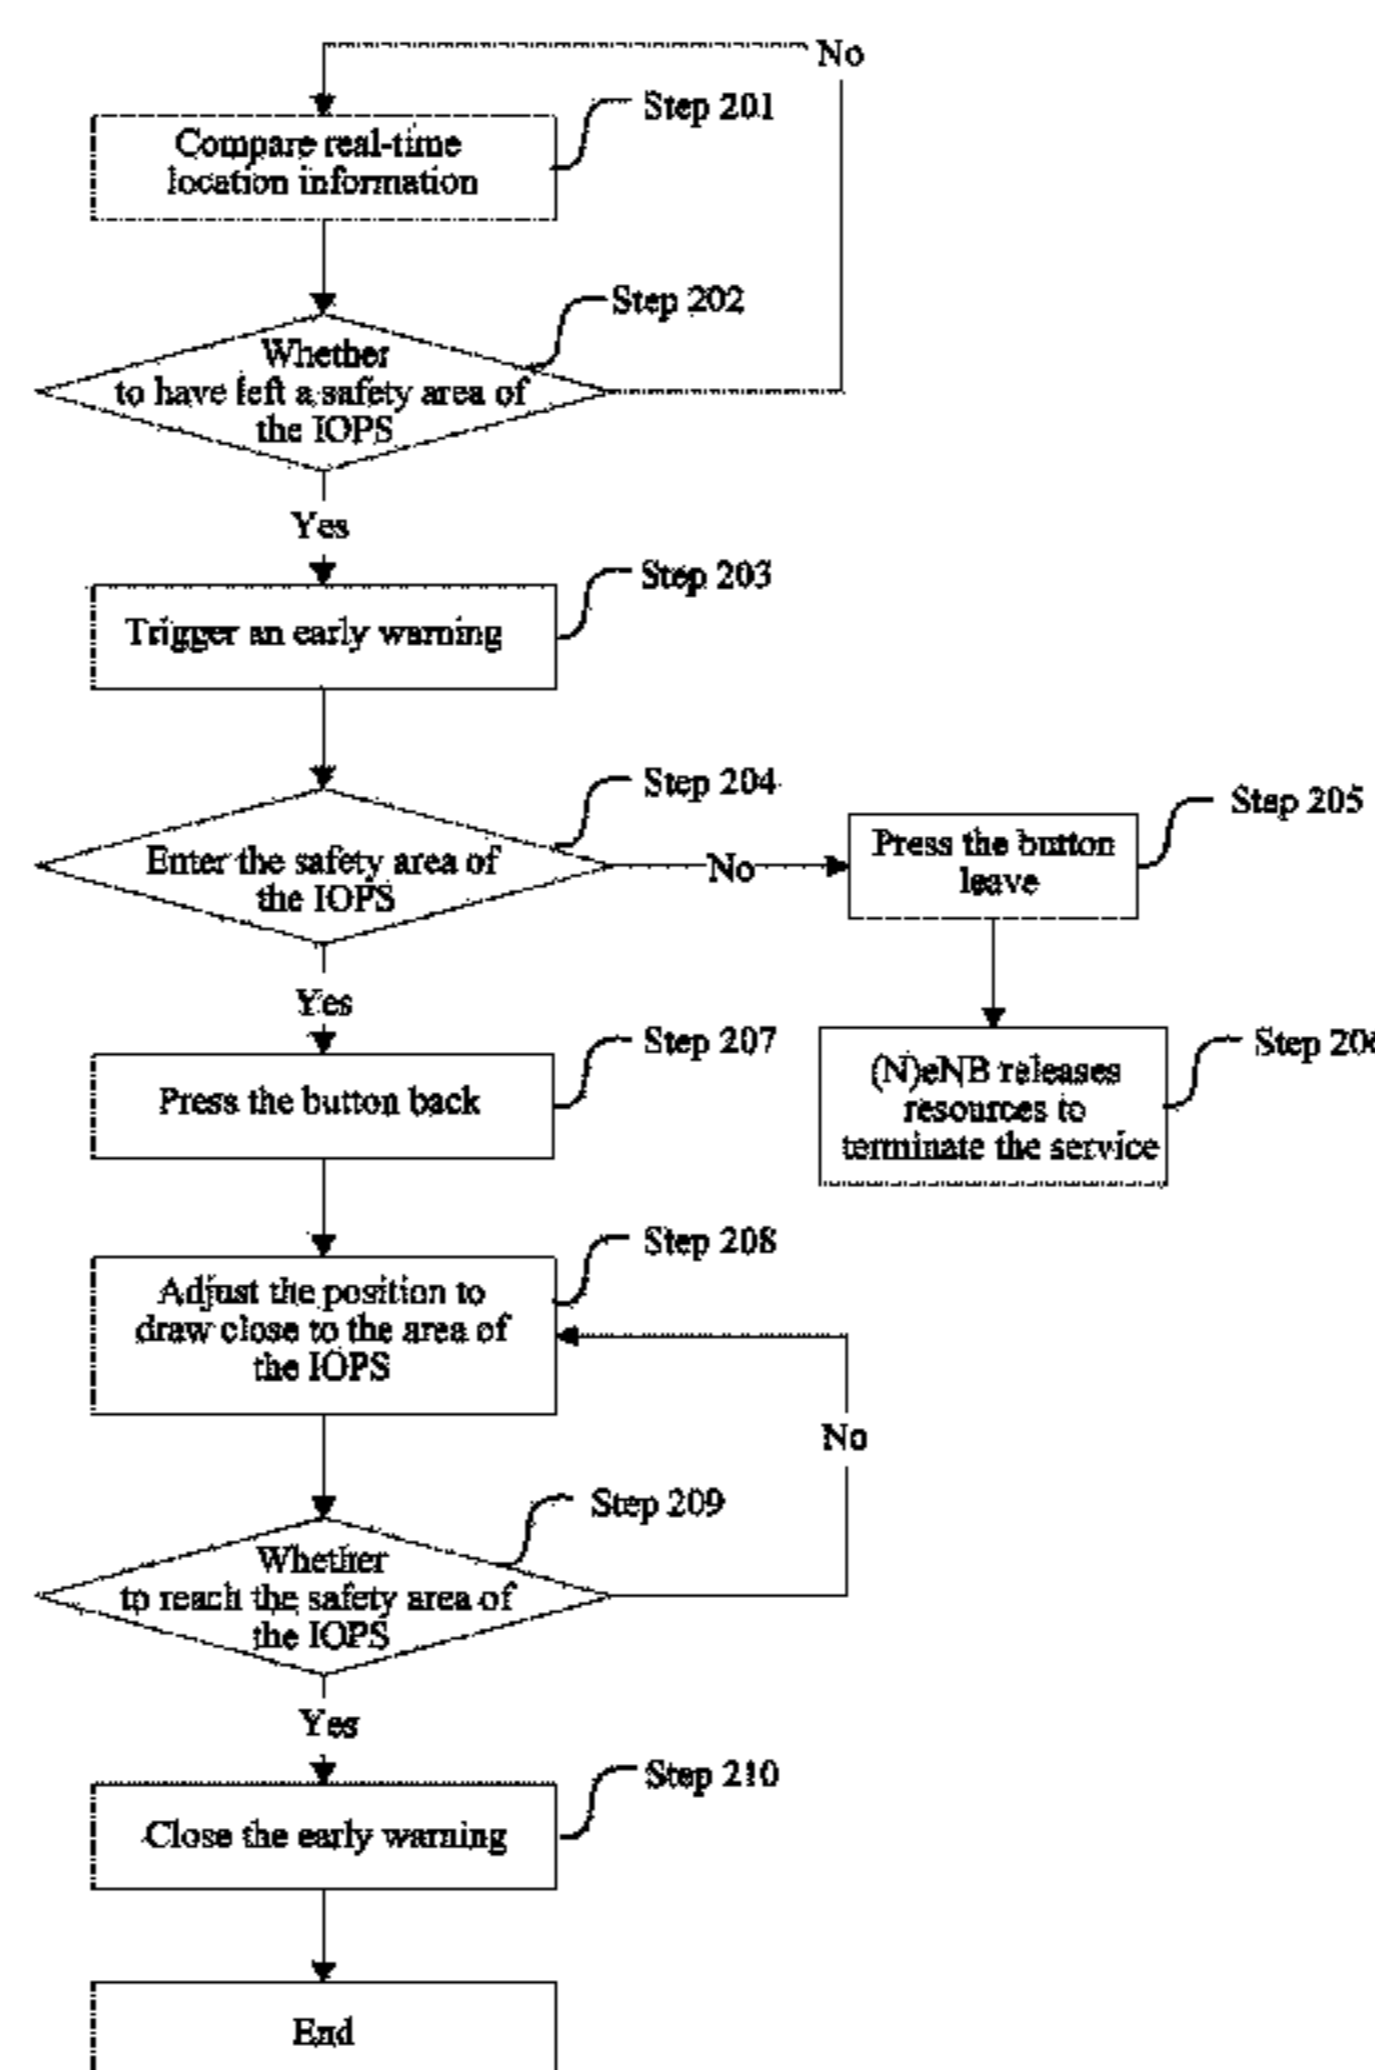 No
Step 201
Compare real-time
location information
Step 202
Whether
to have left a safety area of
the IOPS
Yes
Step 203
Trigger an early warning
Step 204
Enter the safety area of
the IOPS
No
Step 205
Press the button
leave
Yes
Step 207
Press the button back
Step 206
(N)eNB releases
resources to
terminate the service
Step 208
Adjust the position to
draw close to the area of
the IOPS
No
Step 209
Whether
to reach the safety area of
the IOPS
Yes
Step 210
Close the early warning
End